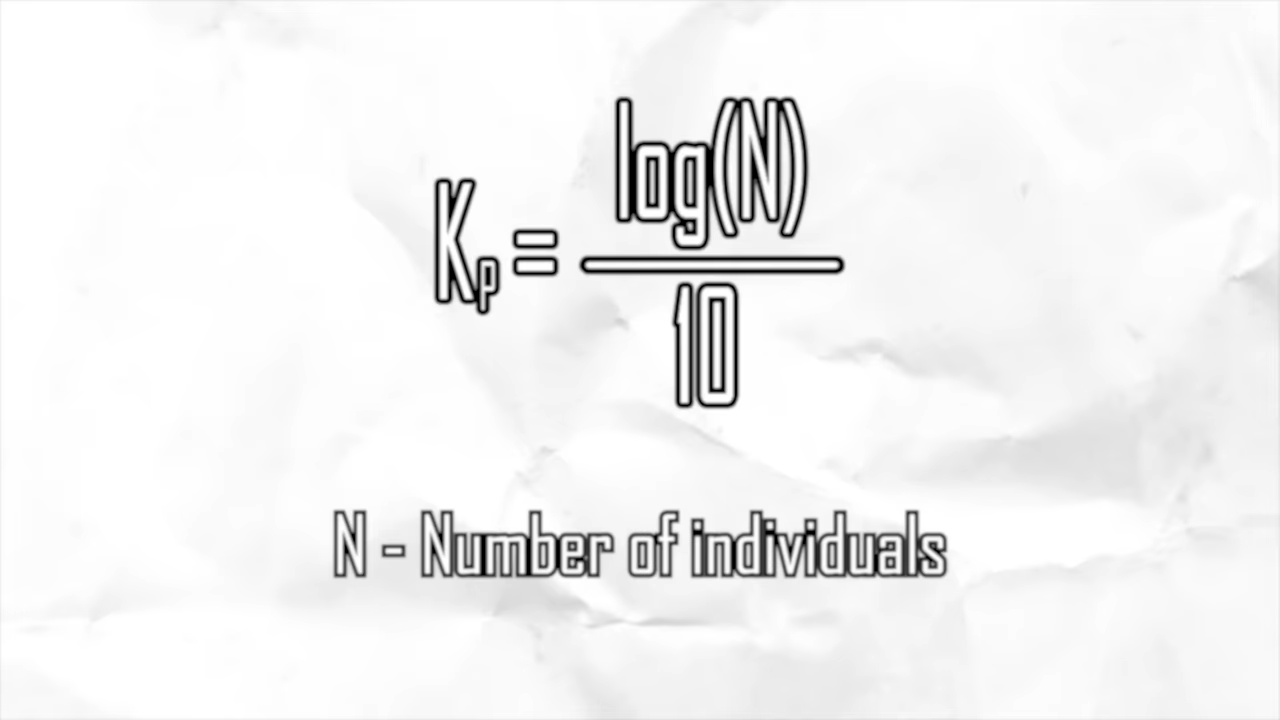 Kp = log(N) / 10
N - Number of individuals